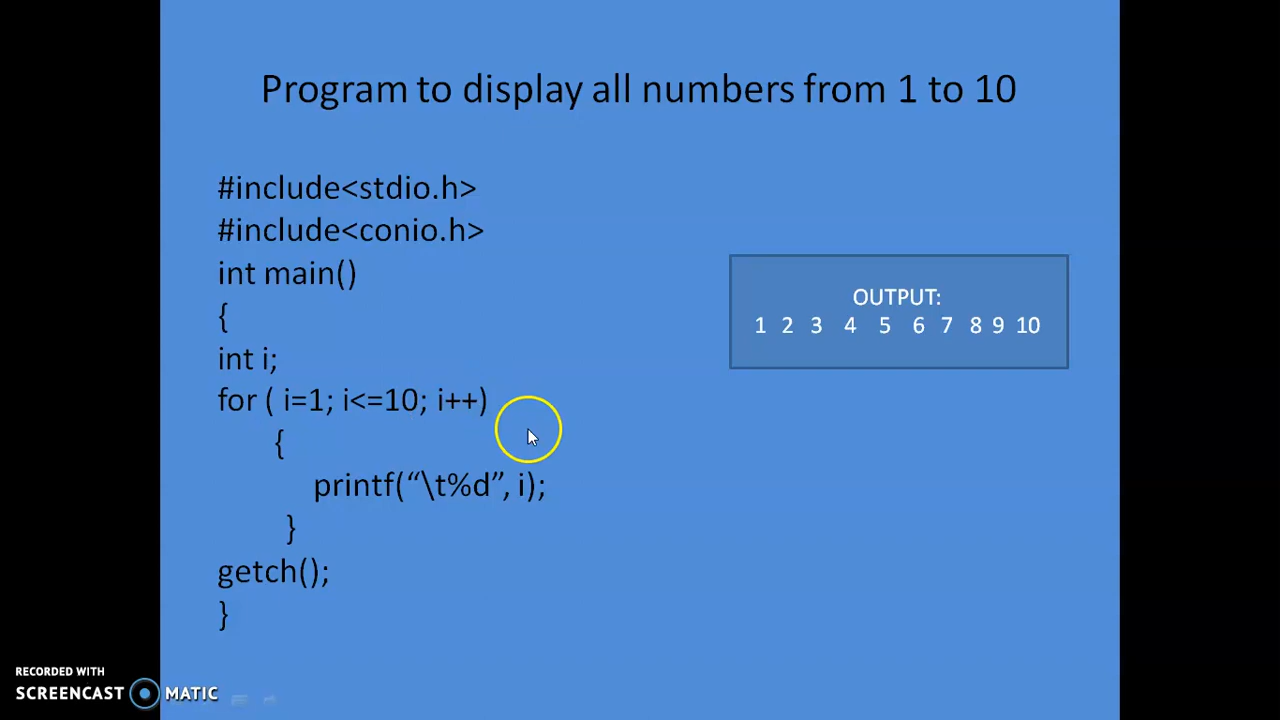 Program to display all numbers from 1 to 10
#include<stdio.h>
#include<conio.h>
int main()
{
int i;
for ( i=1; i<=10; i++)
{
printf(“\t%d”, i);
}
getch();
}
OUTPUT:
1 2 3 4 5 6 7 8 9 10
RECORDED WITH
SCREENCAST MATIC